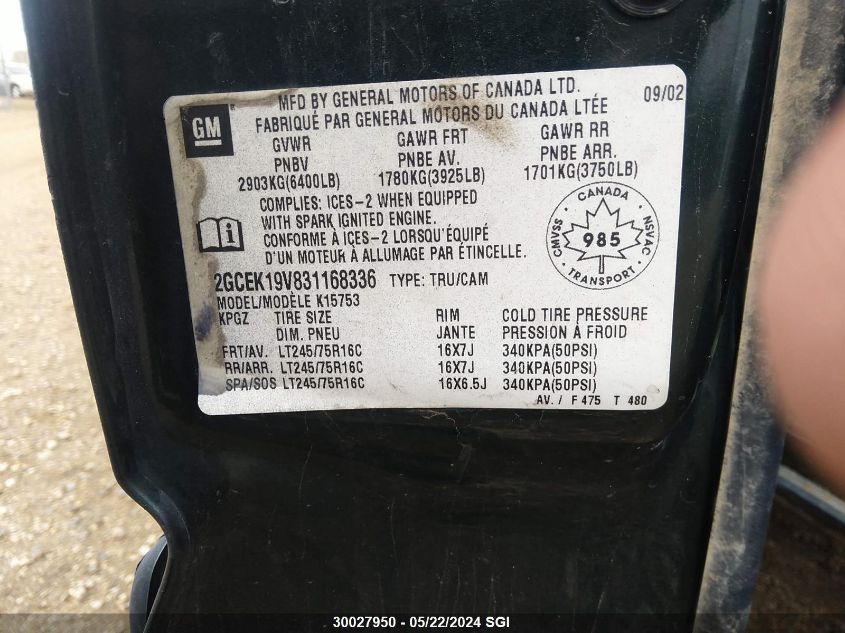 GM
MFD BY GENERAL MOTORS OF CANADA LTD. 09/02
FABRIQUÉ PAR GENERAL MOTORS DU CANADA LTÉE
GVWR GAWR FRT GAWR RR
PNBV PNBE AV. PNBE ARR.
2903KG(6400LB) 1780KG(3925LB) 1701KG(3750LB)
COMPLIES: ICES-2 WHEN EQUIPPED
WITH SPARK IGNITED ENGINE.
CONFORME À ICES-2 LORSQU'ÉQUIPÉ
D'UN MOTEUR À ALLUMAGE PAR ÉTINCELLE.
CANADA
CMVSS 985 NSVAC
TRANSPORT
2GCEK19V831168336 TYPE: TRU/CAM
MODEL/MODÈLE K15753
KPGZ TIRE SIZE RIM COLD TIRE PRESSURE
DIM. PNEU JANTE PRESSION À FROID
FRT/AV. LT245/75R16C 16X7J 340KPA(50PSI)
RR/ARR. LT245/75R16C 16X7J 340KPA(50PSI)
SPA/SOS LT245/75R16C 16X6.5J 340KPA(50PSI)
AV. / F 475 T 480
30027950 - 05/22/2024 SGI